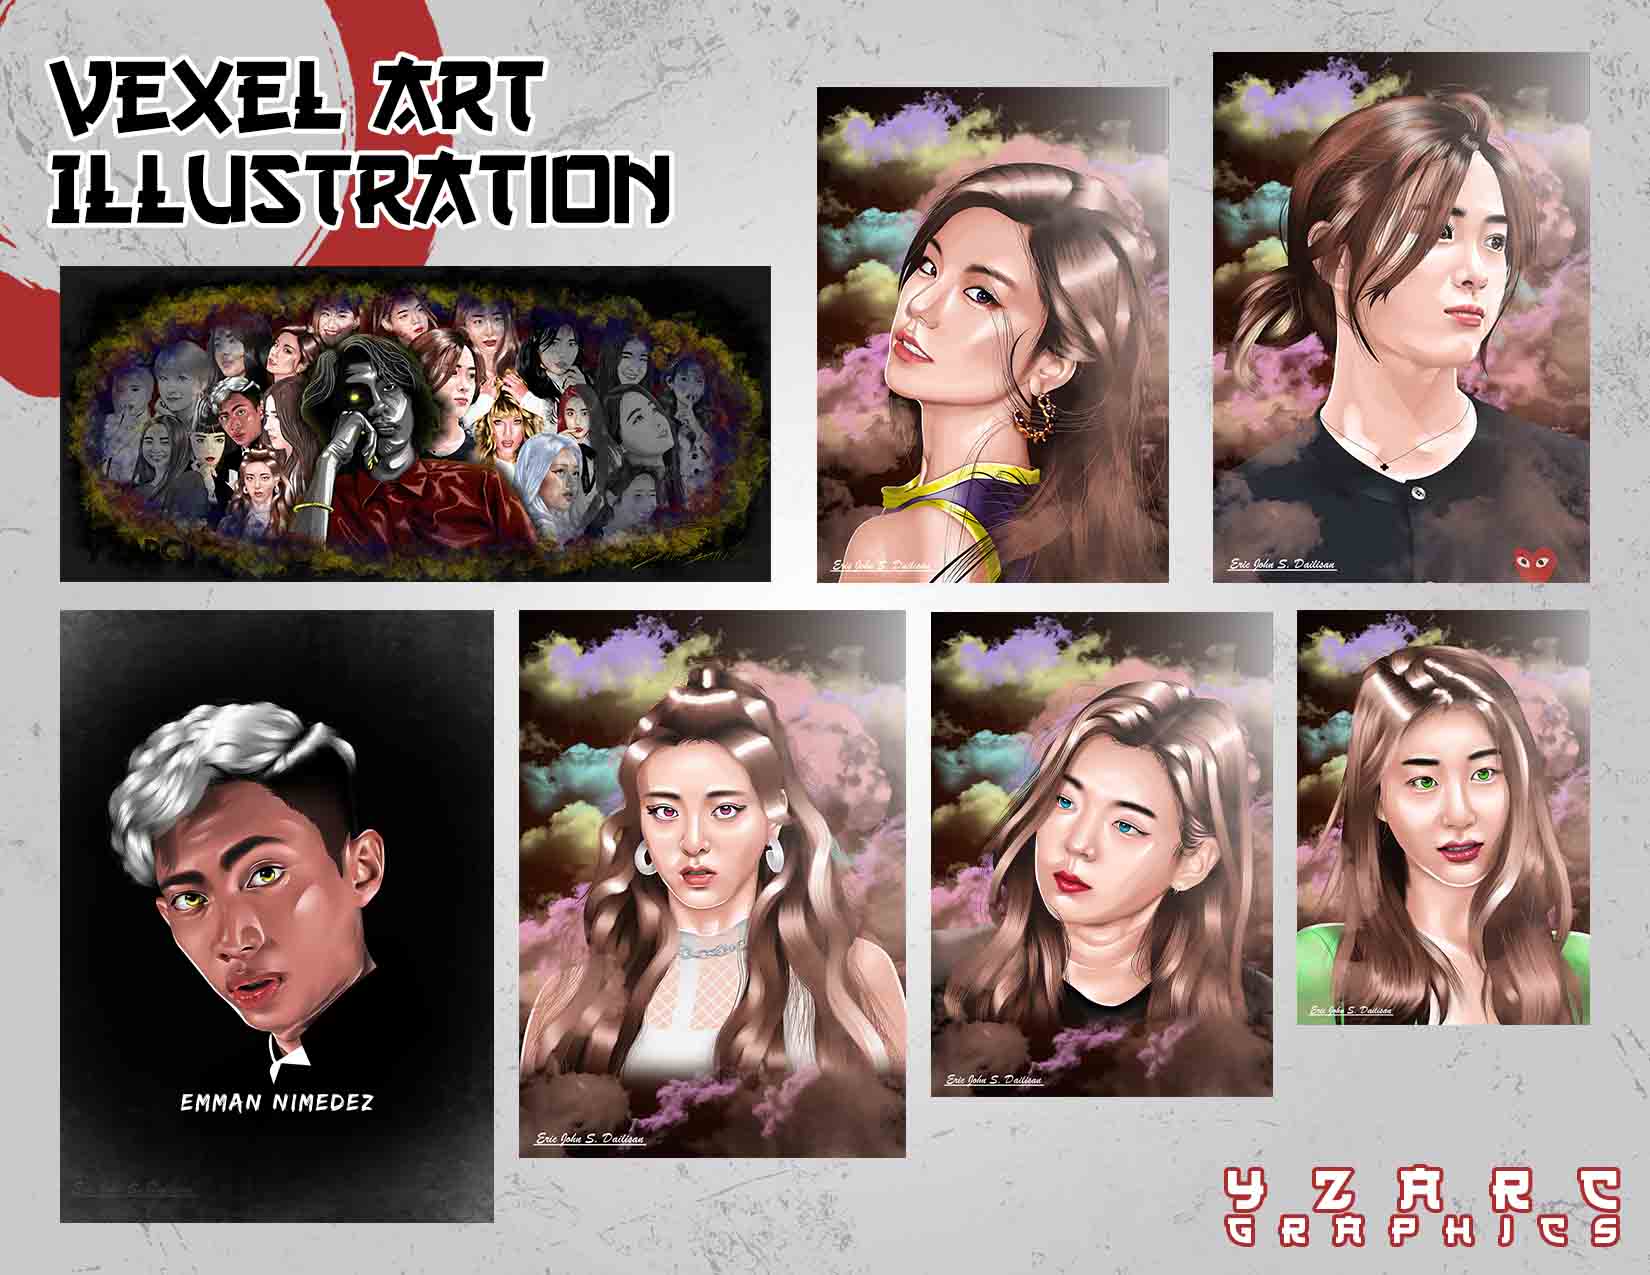 VEXEL ART
ILLUSTRATION
Eric John S. Dailisan
Eric John S. Dailisan
EMMAN NIMEDEZ
Eric John S. Dailisan
Eric John S. Dailisan
Eric John S. Dailisan
YZARC
GRAPHICS